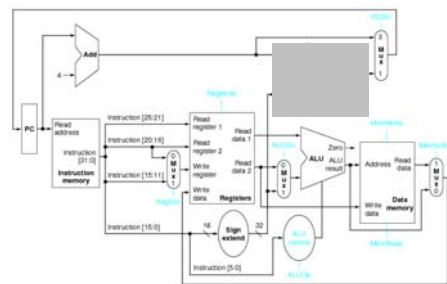 PCSrc
Add
4
0
M
u
x
1
PC
Read
address
Instruction
[31:0]
Instruction
memory
Instruction [25:21]
Instruction [20:16]
Instruction [15:11]
Instruction [15:0]
Instruction [5:0]
0
M
u
x
1
RegDst
RegWrite
Read
register 1
Read
register 2
Write
register
Write
data
Read
data 1
Read
data 2
Registers
16
Sign
extend
32
ALUSrc
0
M
u
x
1
ALU
Zero
ALU
result
ALU
control
ALUOp
MemWrite
Address
Read
data
Write
data
Data
memory
MemRead
1
M
u
x
0